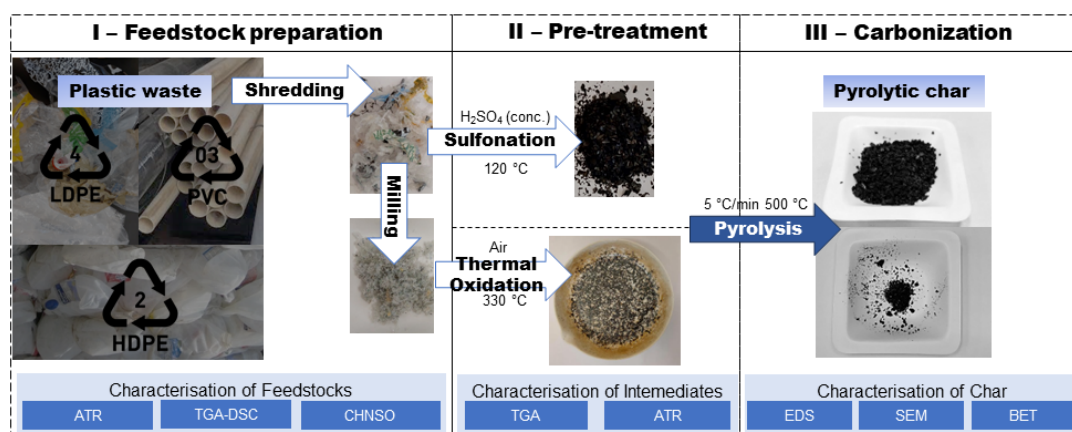 I – Feedstock preparation
II – Pre-treatment
III – Carbonization
Plastic waste
Shredding
4
LDPE
03
PVC
2
HDPE
Milling
H₂SO₄ (conc.)
Sulfonation
120 °C
Air
Thermal
Oxidation
330 °C
5 °C/min 500 °C
Pyrolysis
Pyrolytic char
Characterisation of Feedstocks
ATR
TGA-DSC
CHNSO
Characterisation of Intemediates
TGA
ATR
Characterisation of Char
EDS
SEM
BET